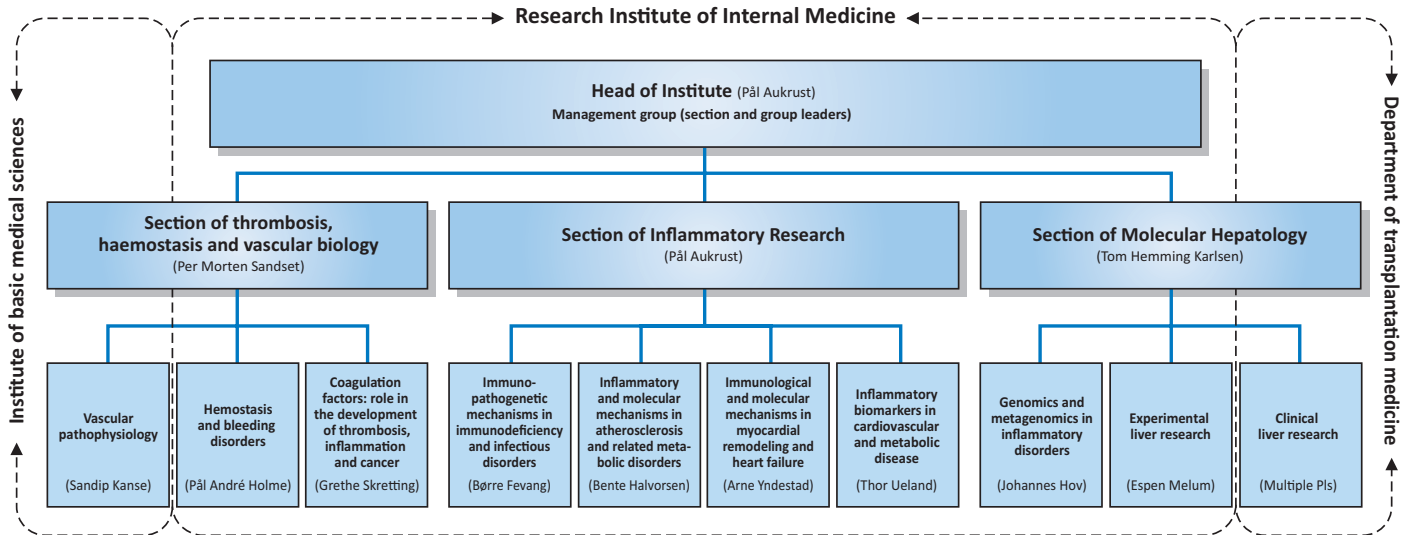 Research Institute of Internal Medicine
Institute of basic medical sciences
Department of transplantation medicine
Head of Institute (Pål Aukrust)
Management group (section and group leaders)
Section of thrombosis,
haemostasis and vascular biology
(Per Morten Sandset)
Section of Inflammatory Research
(Pål Aukrust)
Section of Molecular Hepatology
(Tom Hemming Karlsen)
Vascular
pathophysiology
(Sandip Kanse)
Hemostasis
and bleeding
disorders
(Pål André Holme)
Coagulation
factors: role in
the development
of thrombosis,
inflammation
and cancer
(Grethe Skretting)
Immuno-
pathogenetic
mechanisms in
immunodeficiency
and infectious
disorders
(Børre Fevang)
Inflammatory
and molecular
mechanisms in
atherosclerosis
and related meta-
bolic disorders
(Bente Halvorsen)
Immunological
and molecular
mechanisms in
myocardial
remodeling and
heart failure
(Arne Yndestad)
Inflammatory
biomarkers in
cardiovascular
and metabolic
disease
(Thor Ueland)
Genomics and
metagenomics in
inflammatory
disorders
(Johannes Hov)
Experimental
liver research
(Espen Melum)
Clinical
liver research
(Multiple PIs)